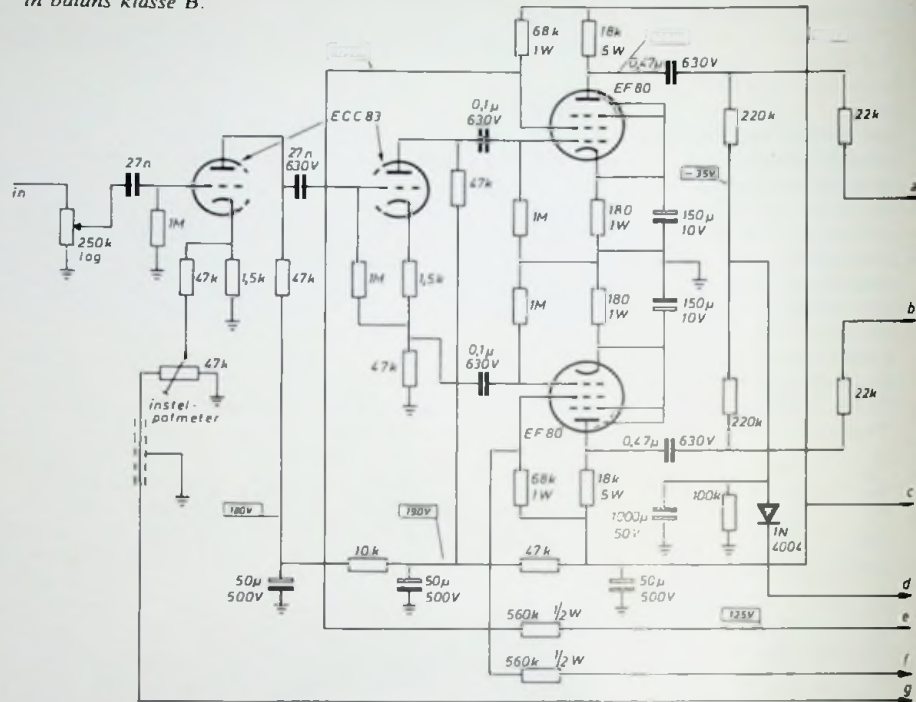 in balans klasse B.
68k
1W
18k
5W
0,47µ
630V
EF80
ECC83
0,1µ
630V
27n
27n
630V
220k
22k
in
47k
-35V
a
1M
250k
log
1M
180
1W
150µ
10V
47k
1,5k
47k
1M
1,5k
b
1M
180
1W
150µ
10V
0,1µ
630V
47k
47k
instel-
potmeter
22k
220k
EF80
0,47µ
630V
68k
1W
18k
5W
100k
1000µ
50V
1N
4004
c
180V
190V
10k
47k
50µ
500V
50µ
500V
50µ
500V
d
560k
1/2W
125V
e
560k
1/2W
f
g